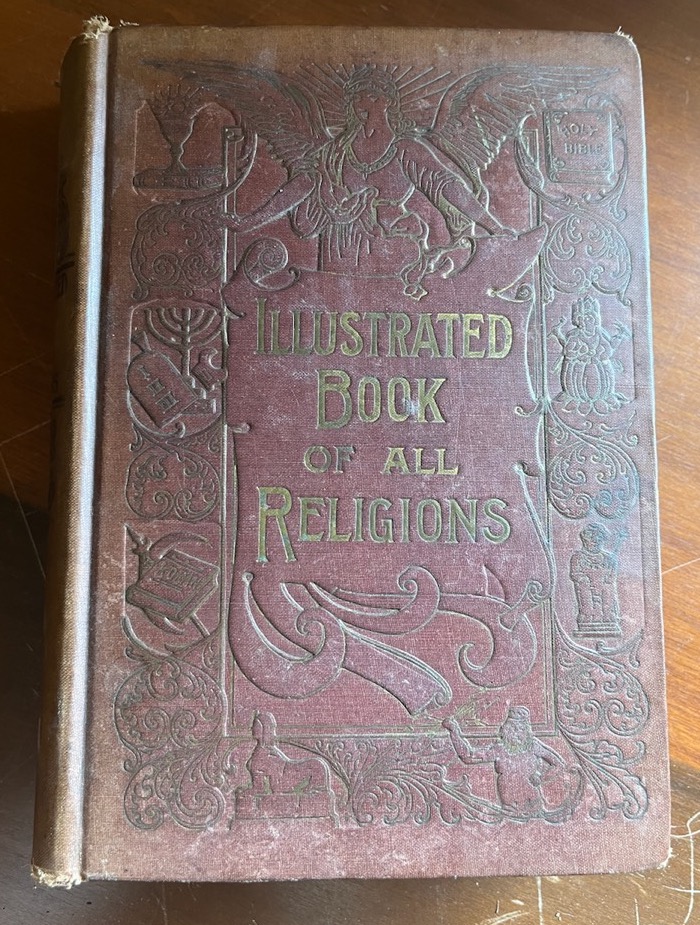 HOLY
BIBLE
ILLUSTRATED
BOOK
OF ALL
RELIGIONS